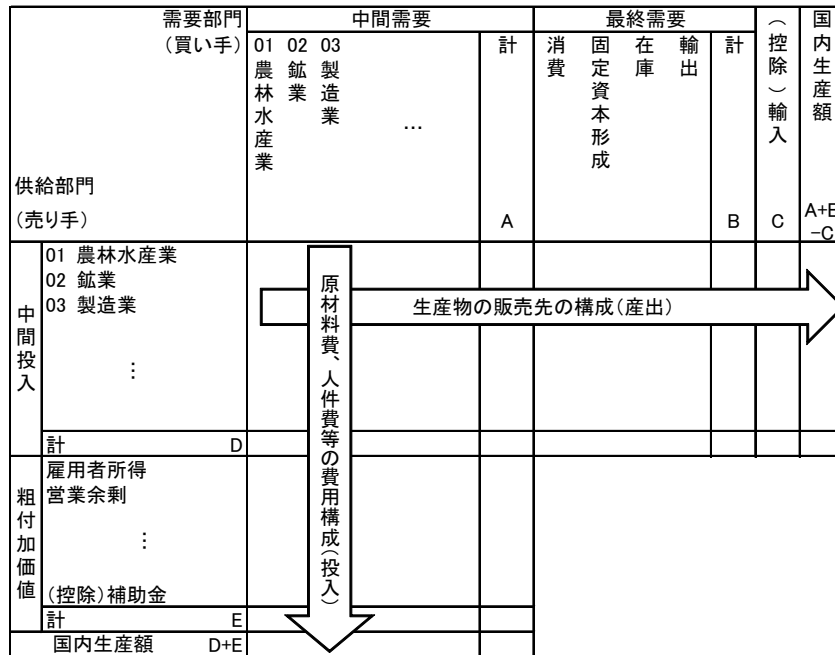 需要部門
(買い手)
供給部門
(売り手)
中間需要
01 農林水産業
02 鉱業
03 製造業
…
計
A
最終需要
消費
固定資本形成
在庫
輸出
計
B
(控除)輸入
C
国内生産額
A+B
-C
中間投入
01 農林水産業
02 鉱業
03 製造業
⋮
計 D
粗付加価値
雇用者所得
営業余剰
⋮
(控除)補助金
計 E
国内生産額 D+E
生産物の販売先の構成(産出)
原材料費、人件費等の費用構成(投入)